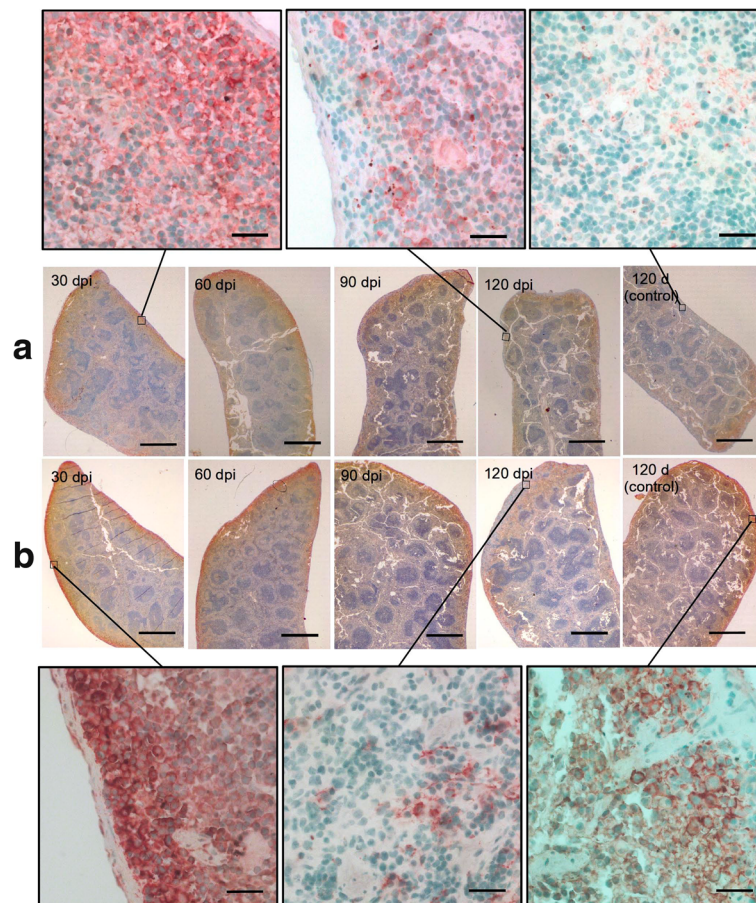 30 dpi
60 dpi
90 dpi
120 dpi
120 d
(control)
a
30 dpi
60 dpi
90 dpi
120 dpi
120 d
(control)
b